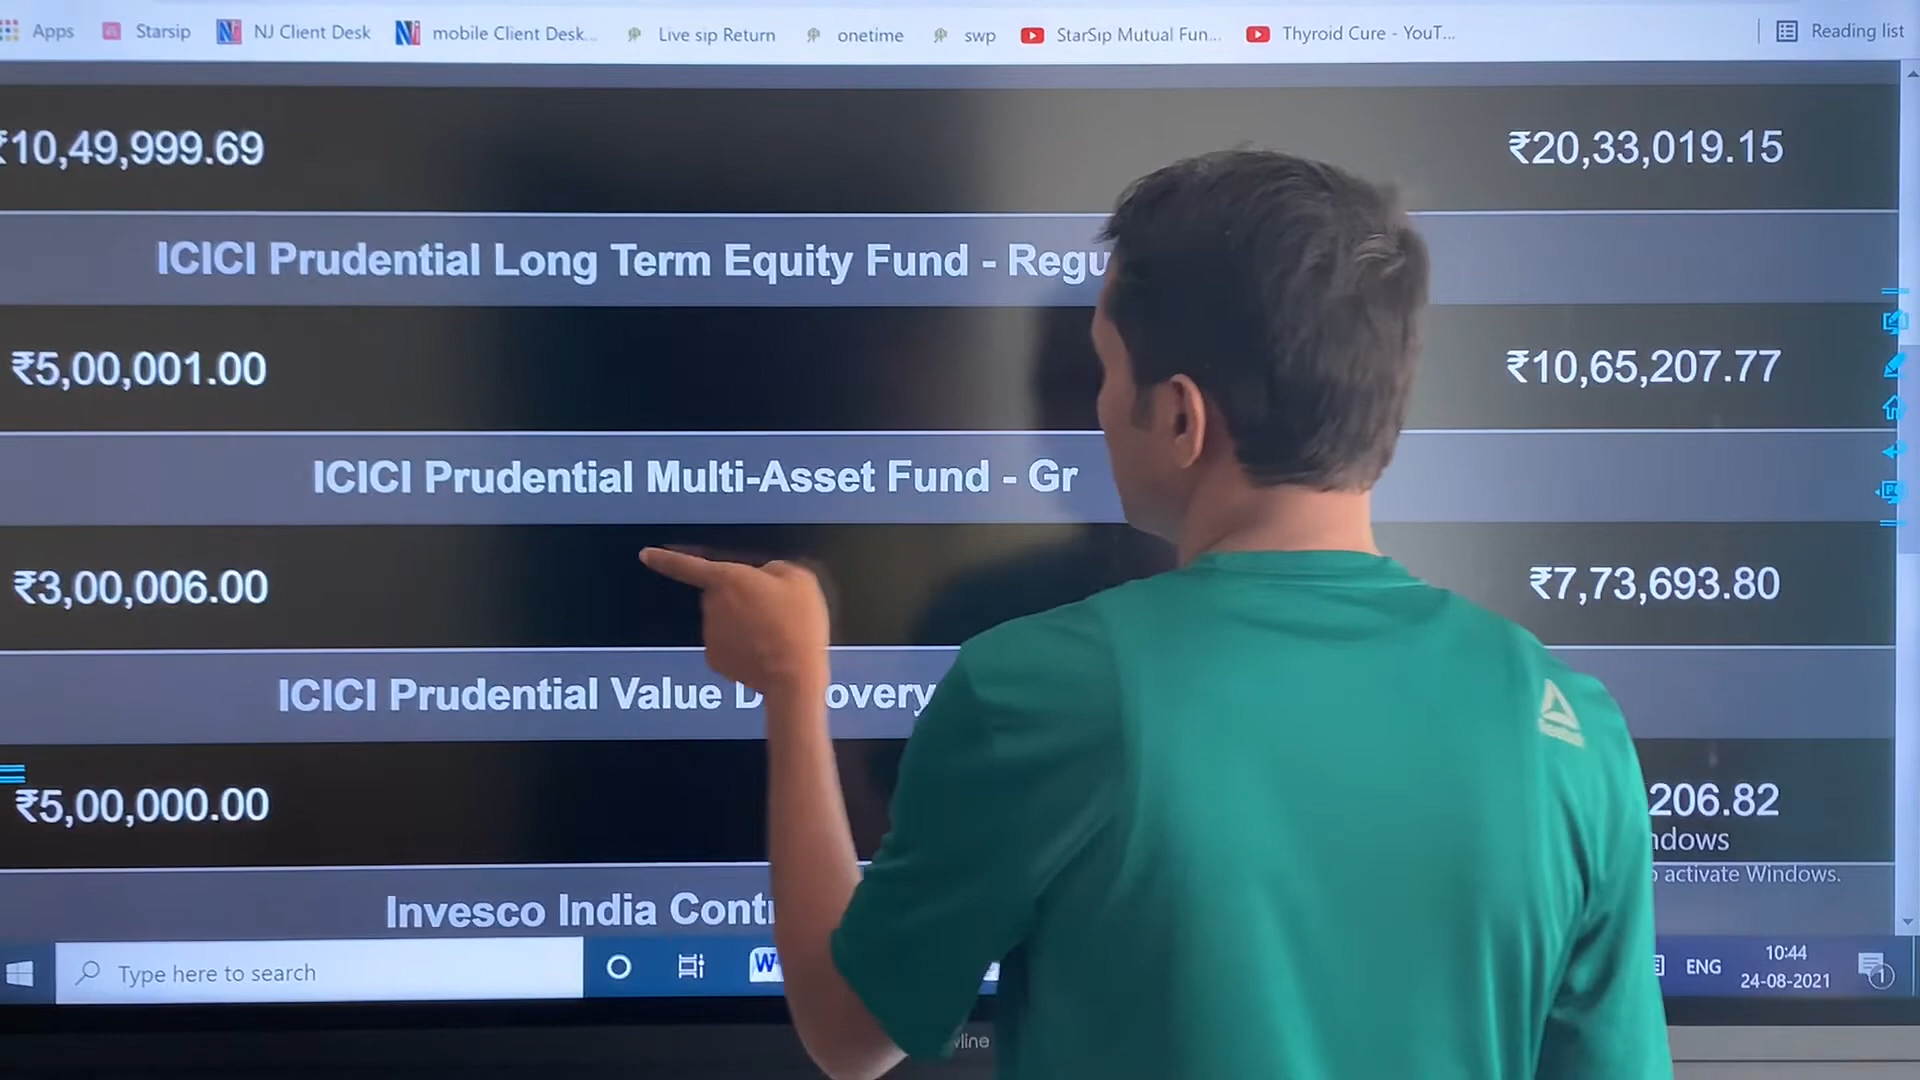 Apps Starsip NJ Client Desk mobile Client Desk... Live sip Return onetime swp StarSip Mutual Fun... Thyroid Cure - YouT... Reading list
₹10,49,999.69 ₹20,33,019.15
ICICI Prudential Long Term Equity Fund - Regu
₹5,00,001.00 ₹10,65,207.77
ICICI Prudential Multi-Asset Fund - Gr
₹3,00,006.00 ₹7,73,693.80
ICICI Prudential Value D overy
₹5,00,000.00 206.82
ndows
activate Windows.
Invesco India Cont
Type here to search W ENG 10:44
24-08-2021 1
Reebok
line